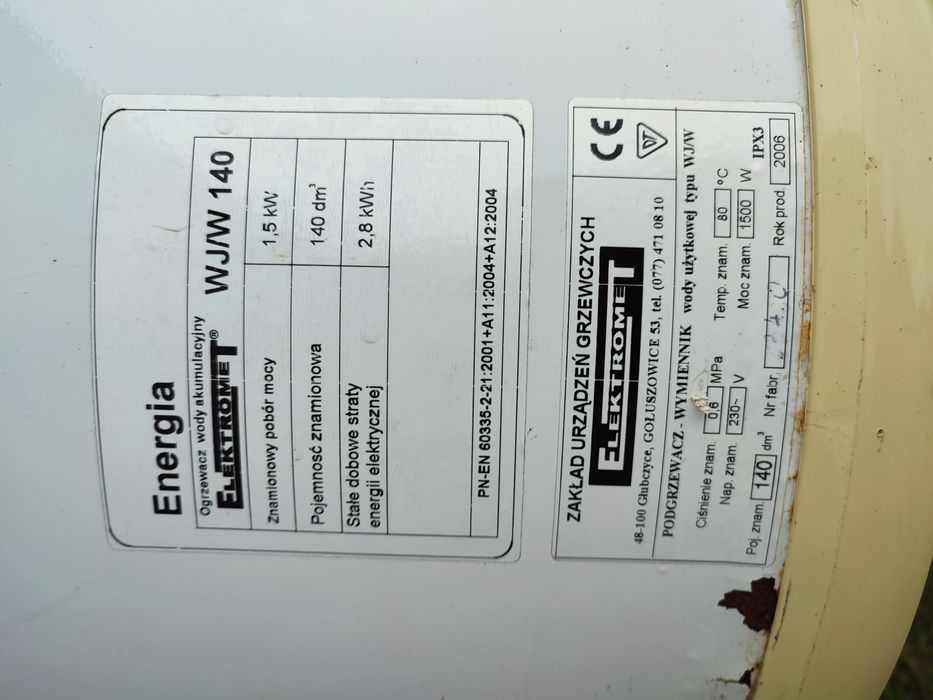 Energia
Ogrzewacz wody akumulacyjny
ELEKTROMET® WJ/W 140
Znamionowy pobór mocy 1,5 kW
Pojemność znamionowa 140 dm³
Stałe dobowe straty
energii elektrycznej 2,8 kWh
PN-EN 60335-2-21:2001+A11:2004+A12:2004
ZAKŁAD URZĄDZEŃ GRZEWCZYCH
ELEKTROMET
CE
48-100 Głubczyce, GOŁUSZOWICE 53, tel. (077) 471 08 10
PODGRZEWACZ - WYMIENNIK wody użytkowej typu WJ/W
Ciśnienie znam. 0,6 MPa Temp. znam. 80 °C
Nap. znam. 230~ V Moc znam. 1500 W
IPX3
Poj. znam. 140 dm³ Nr fabr. Rok prod. 2006